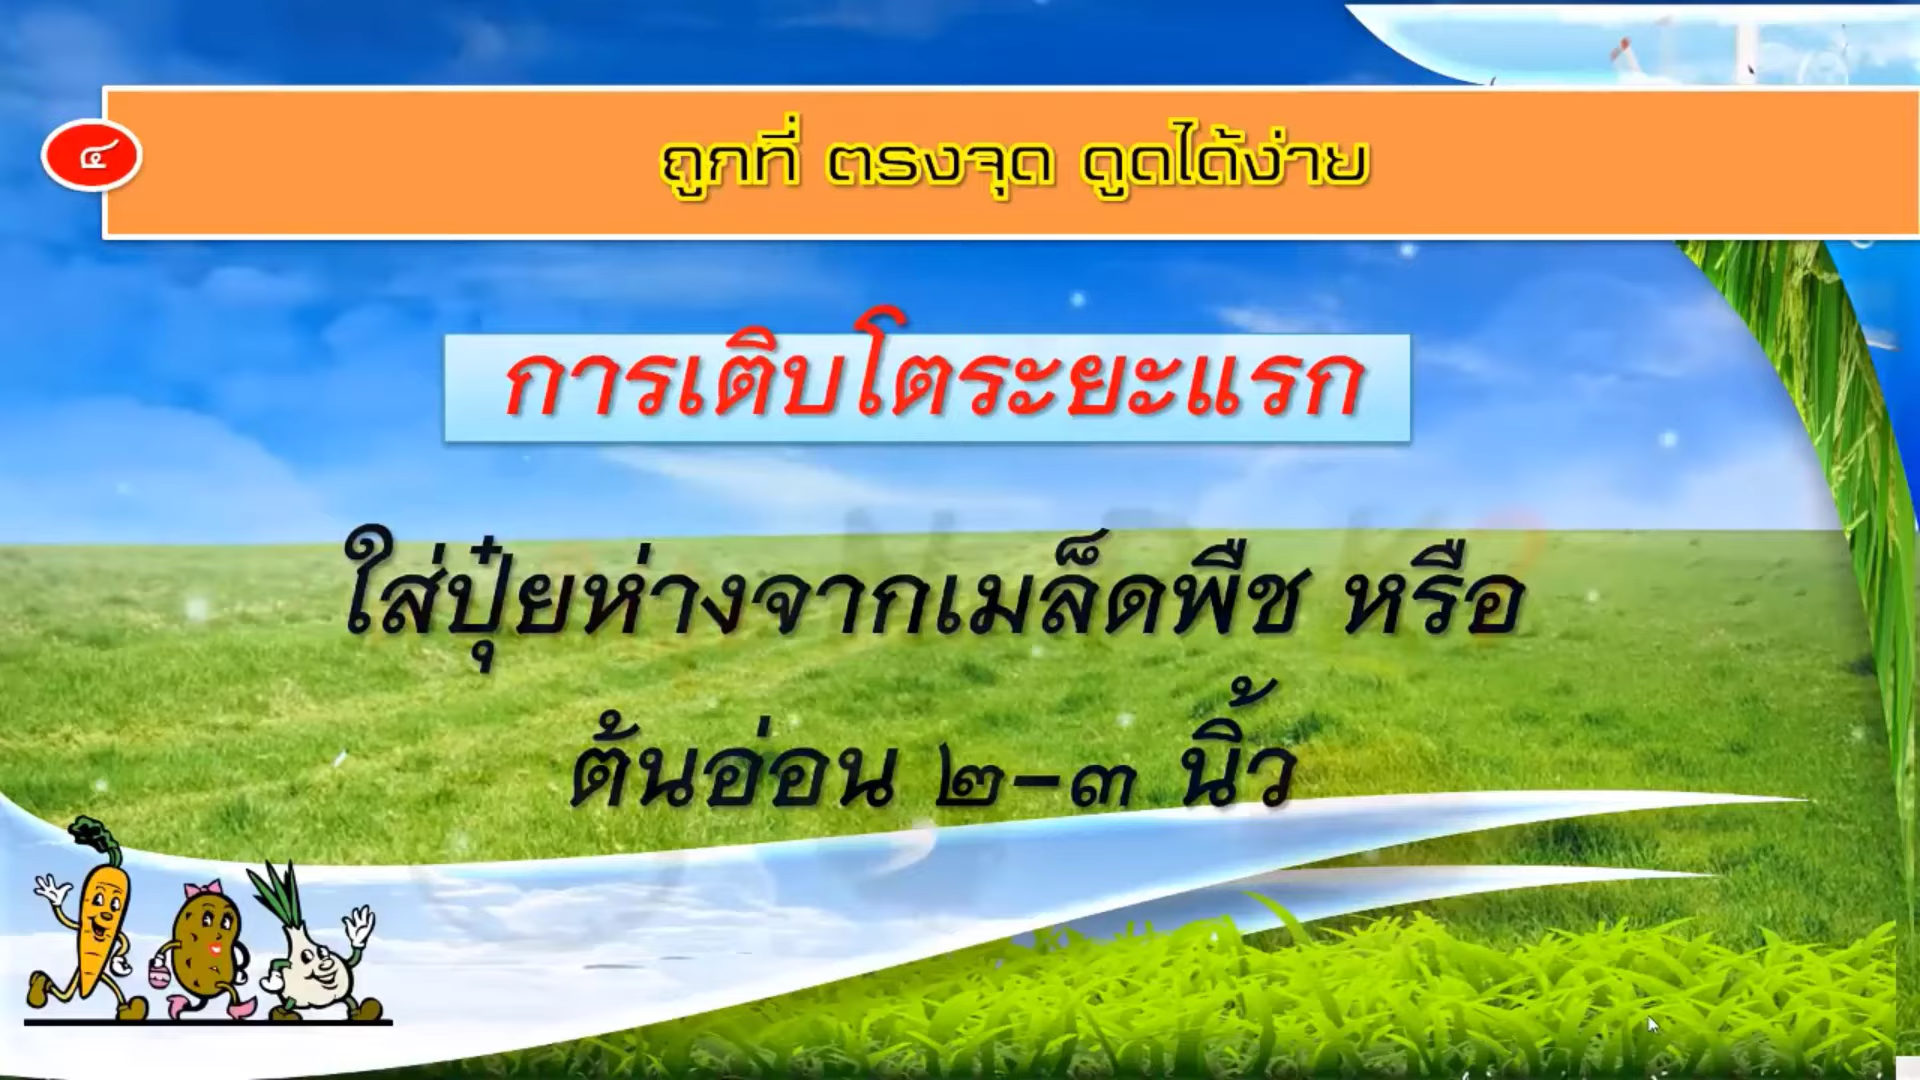 ๔
ถูกที่ ตรงจุด ดูดได้ง่าย
การเติบโตระยะแรก
ใส่ปุ๋ยห่างจากเมล็ดพืช หรือ
ต้นอ่อน ๒-๓ นิ้ว